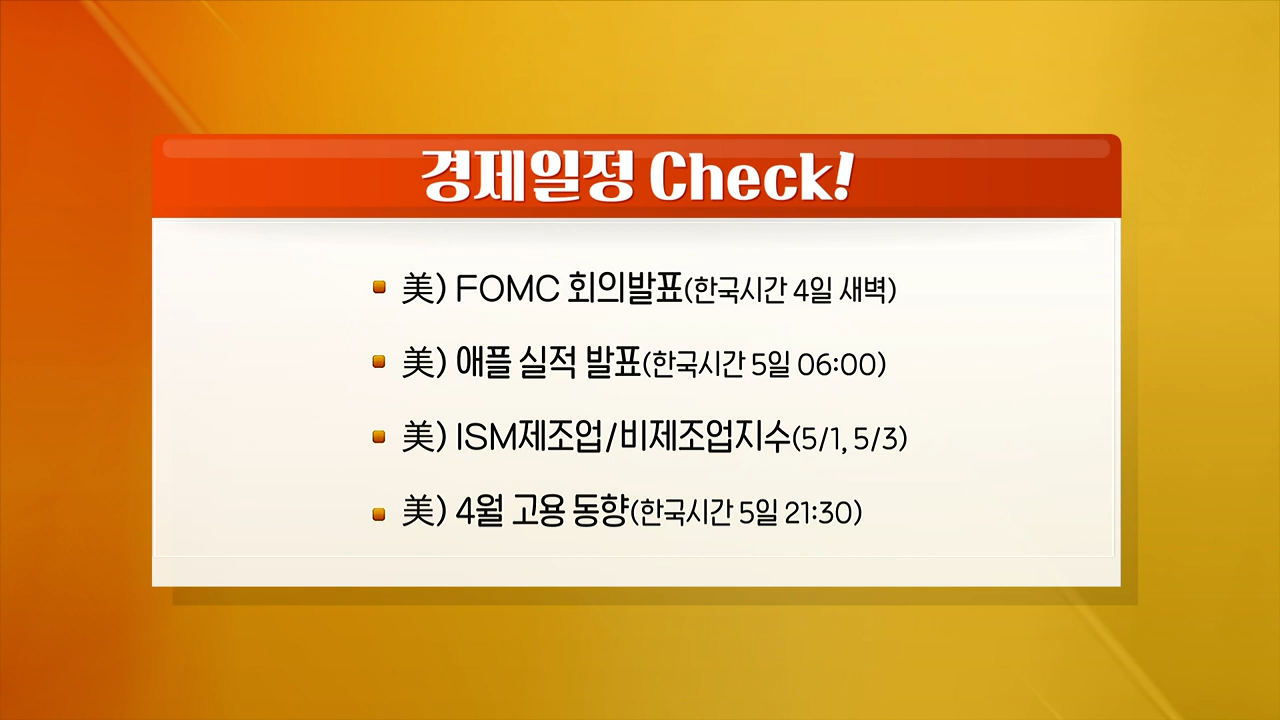 경제일정 Check!
美) FOMC 회의발표(한국시간 4일 새벽)
美) 애플 실적 발표(한국시간 5일 06:00)
美) ISM제조업/비제조업지수(5/1, 5/3)
美) 4월 고용 동향(한국시간 5일 21:30)